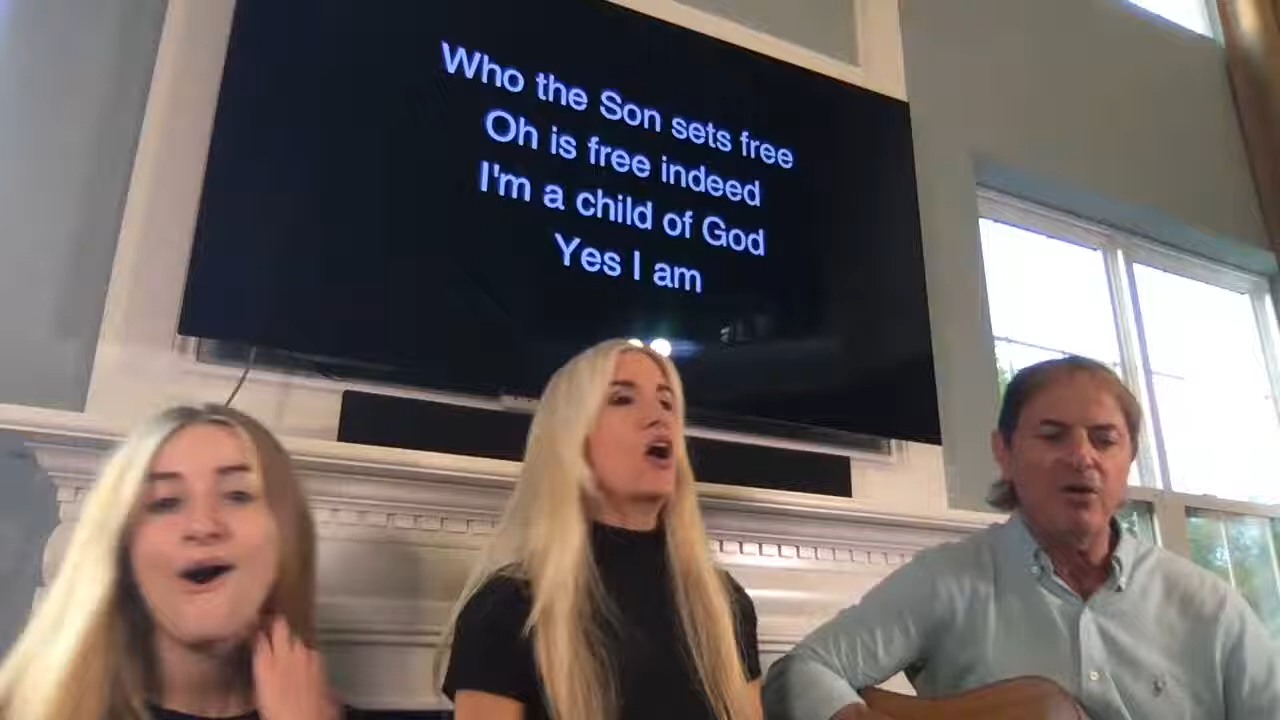 Who the Son sets free
Oh is free indeed
I'm a child of God
Yes I am